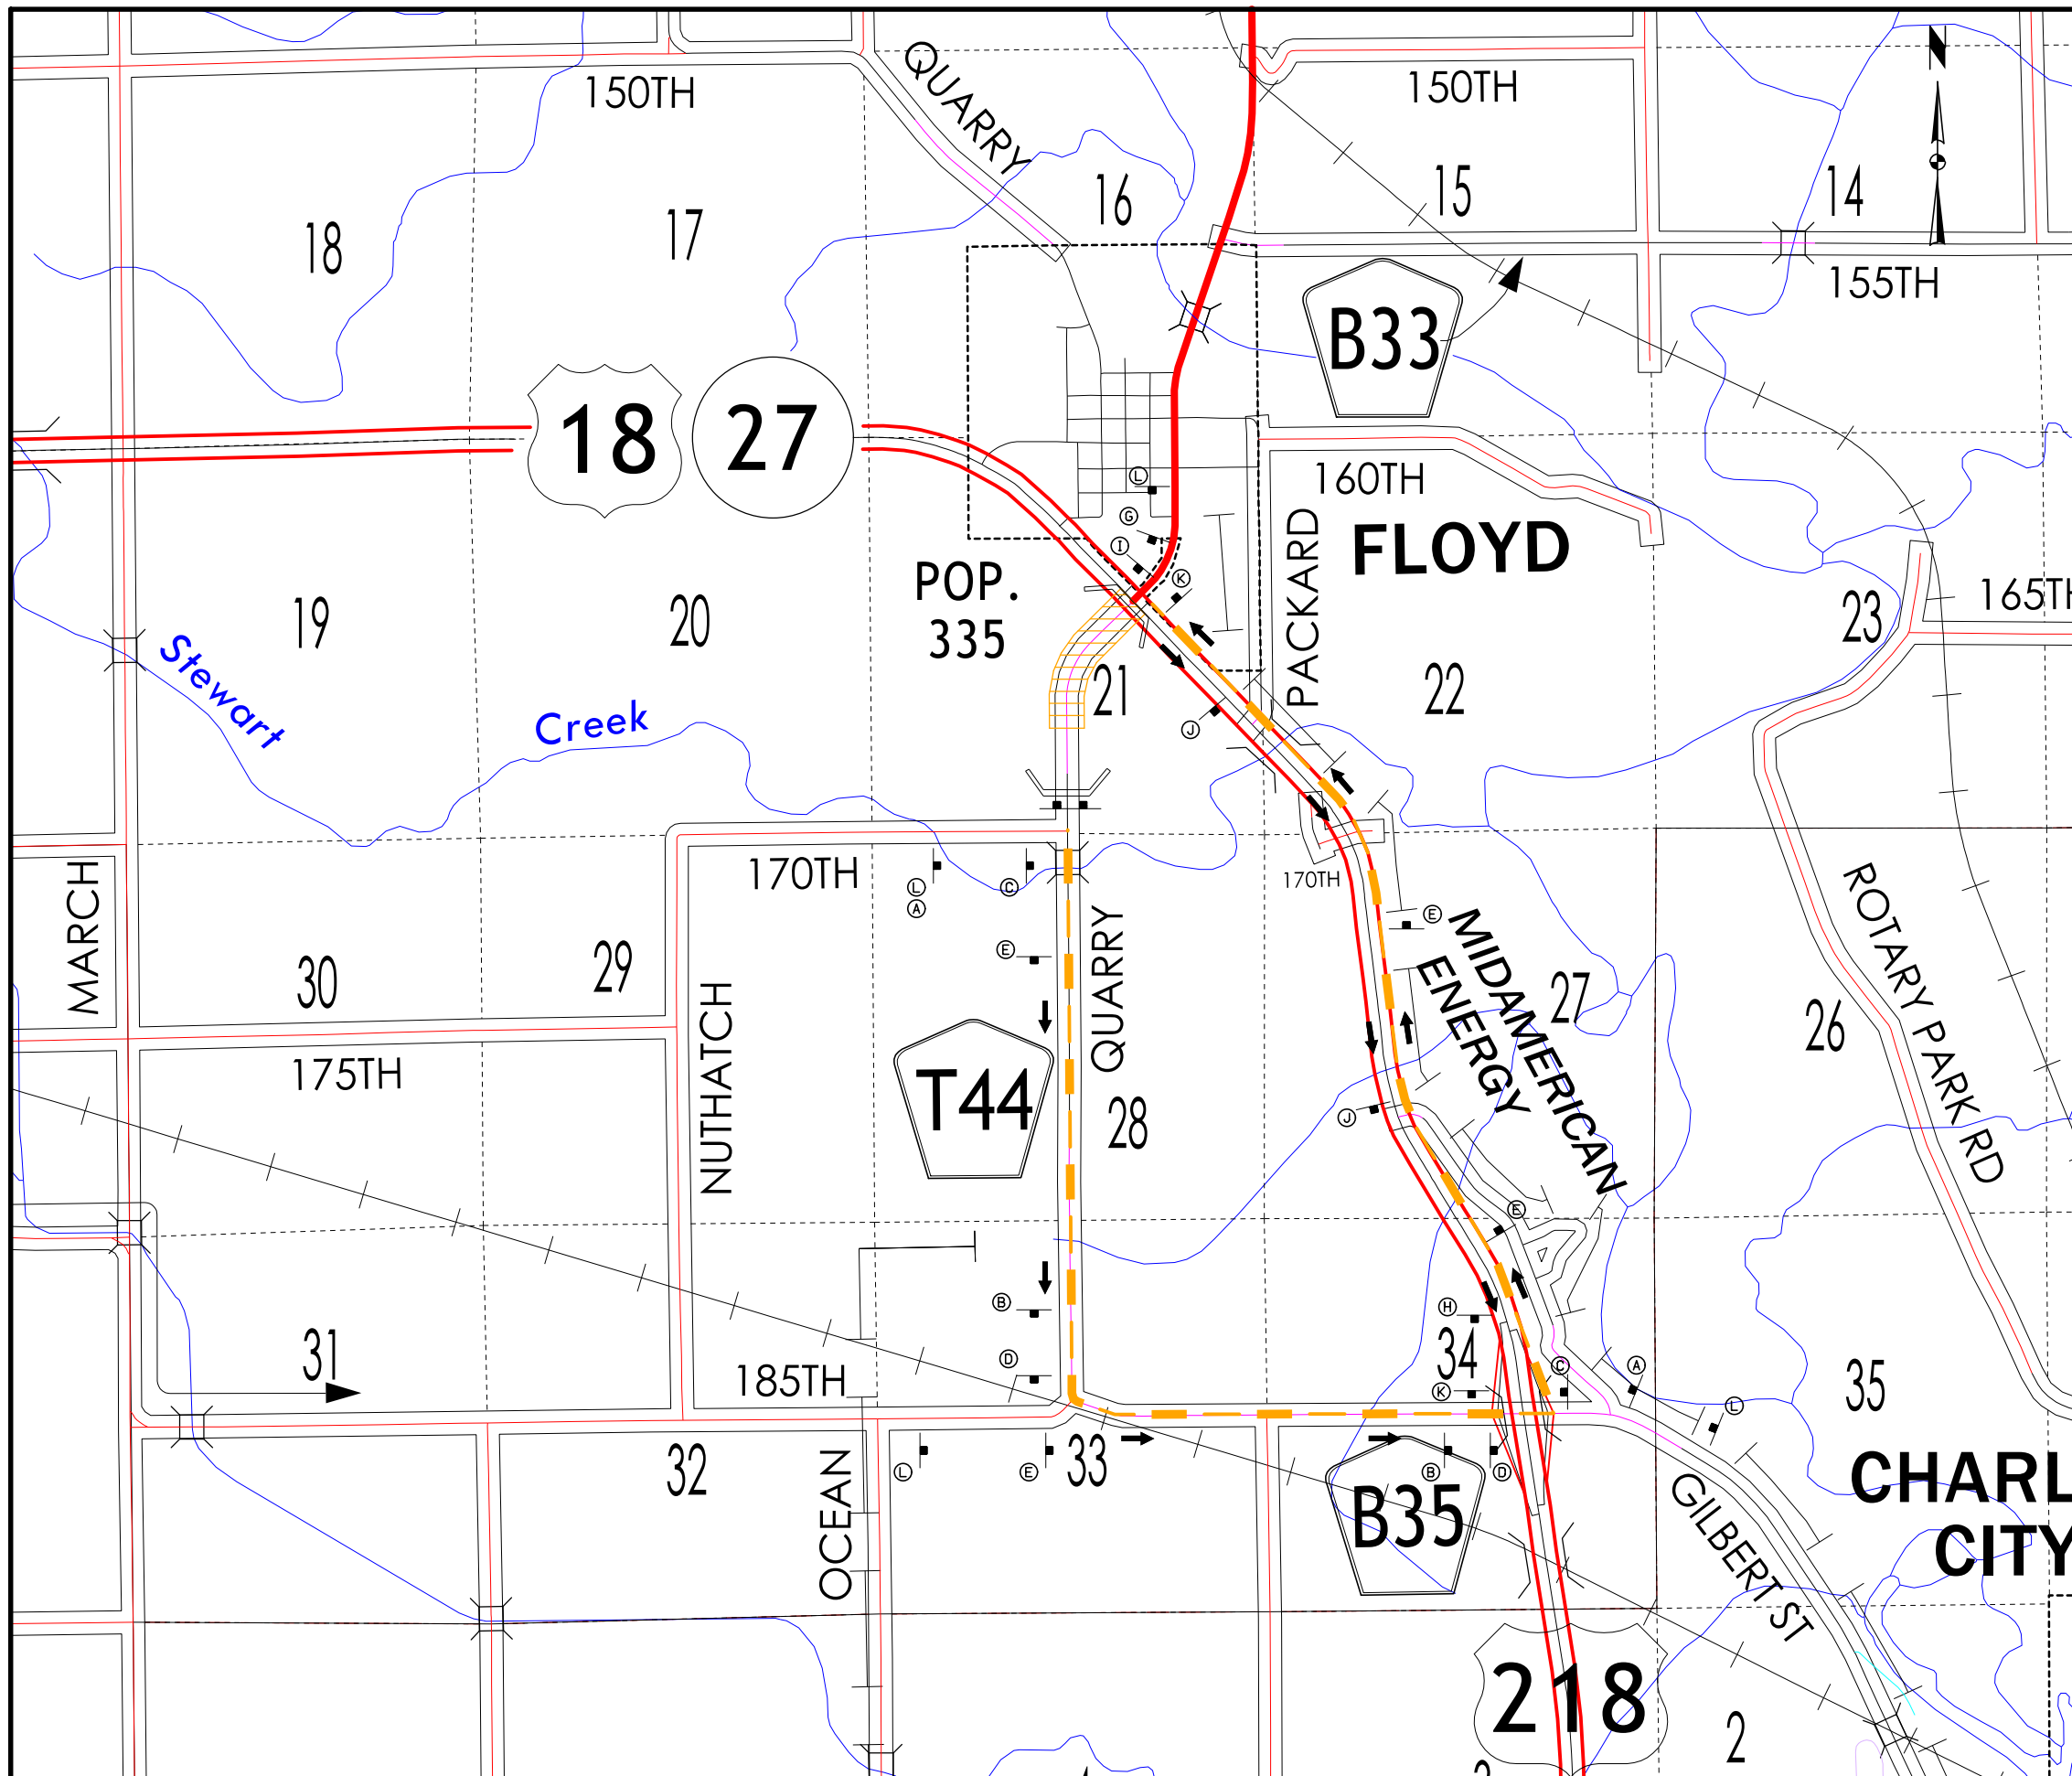 150TH
QUARRY
150TH
N
16
15
14
18
17
155TH
B33
18
27
L
160TH
G
PACKARD
FLOYD
I
POP.
335
K
165TH
19
20
23
Stewart
Creek
21
22
J
MARCH
170TH
170TH
L
C
A
E
QUARRY
E
MIDAMERICAN
ENERGY
ROTARY PARK RD
30
29
27
26
175TH
NUTHATCH
T44
28
J
E
B
H
31
185TH
D
34
K
C
A
35
L
32
OCEAN
L
E
33
B
D
B35
GILBERT ST
CHARL
CITY
218
2